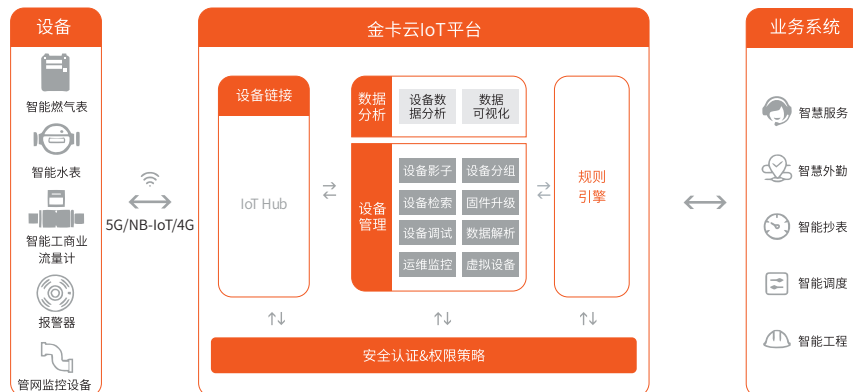 设备
智能燃气表
智能水表
智能工商业
流量计
报警器
管网监控设备
5G/NB-IoT/4G
金卡云IoT平台
设备链接
IoT Hub
数据
分析
设备数
据分析
数据
可视化
设备
管理
设备影子
设备分组
设备检索
固件升级
设备调试
数据解析
运维监控
虚拟设备
规则
引擎
安全认证&权限策略
业务系统
智慧服务
智慧外勤
智能抄表
智能调度
智能工程